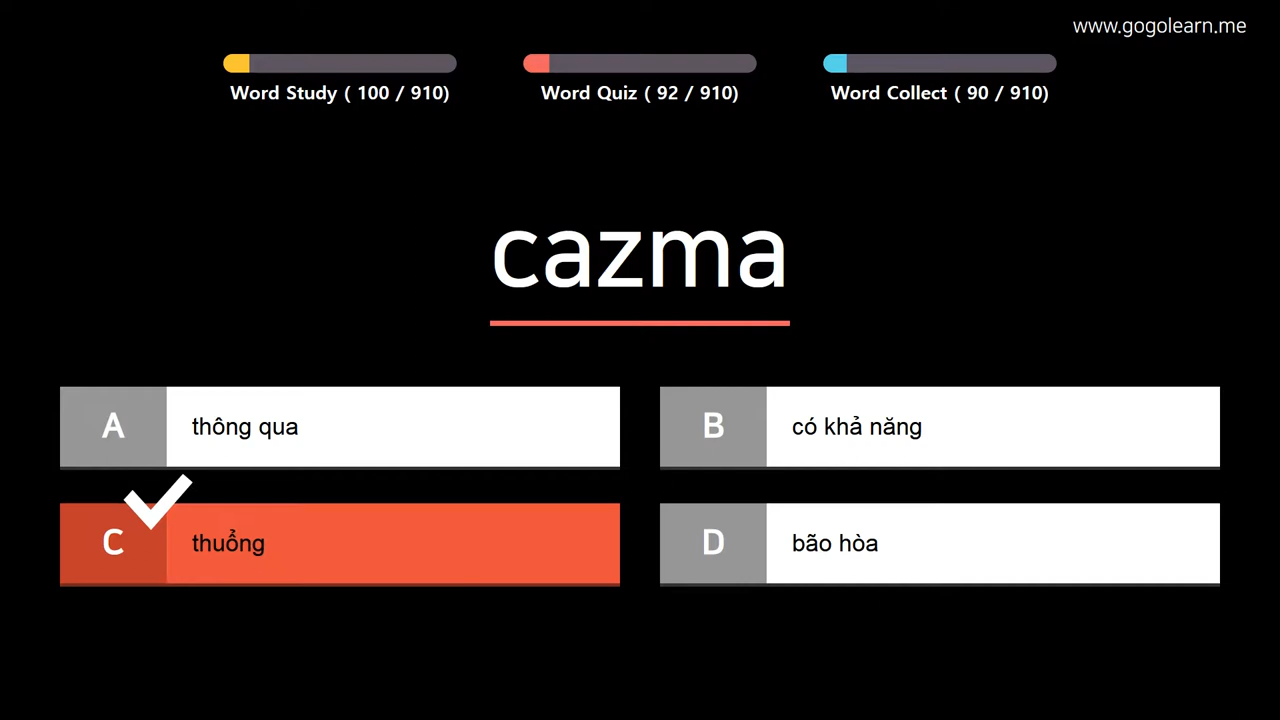 www.gogolearn.me
Word Study ( 100 / 910)
Word Quiz ( 92 / 910)
Word Collect ( 90 / 910)
cazma
A
thông qua
B
có khả năng
C
thuổng
D
bão hòa